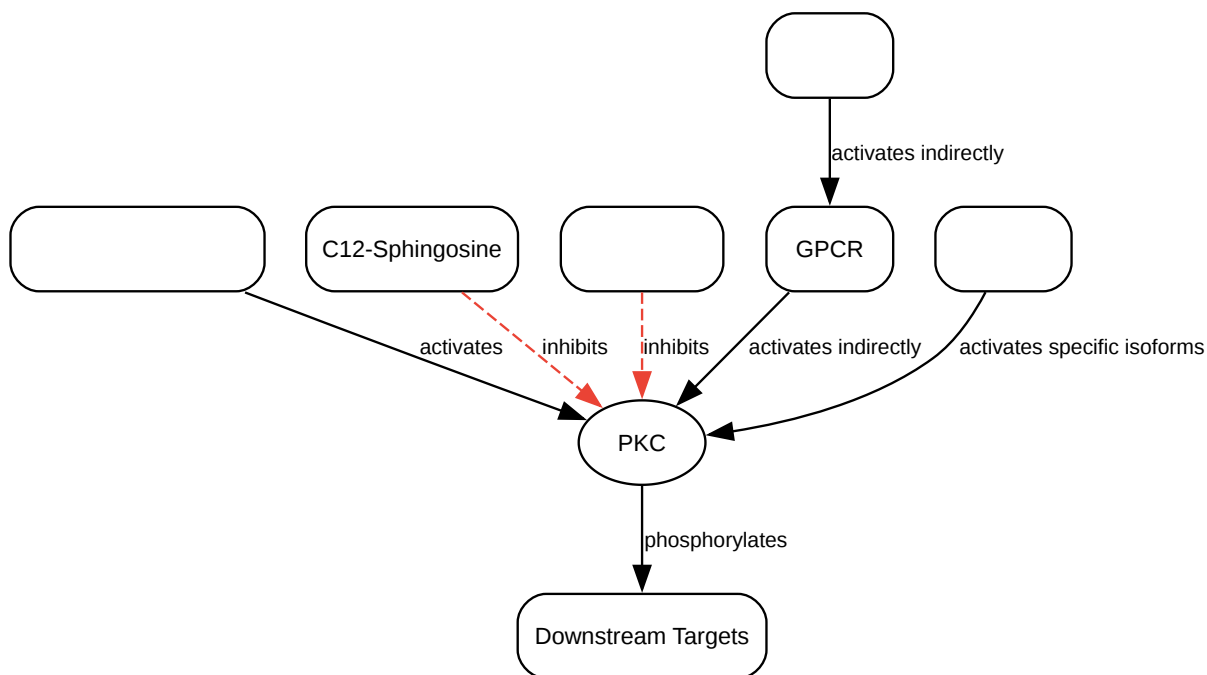 activates indirectly
C12-Sphingosine
GPCR
activates
inhibits
inhibits
activates indirectly
activates specific isoforms
PKC
phosphorylates
Downstream Targets